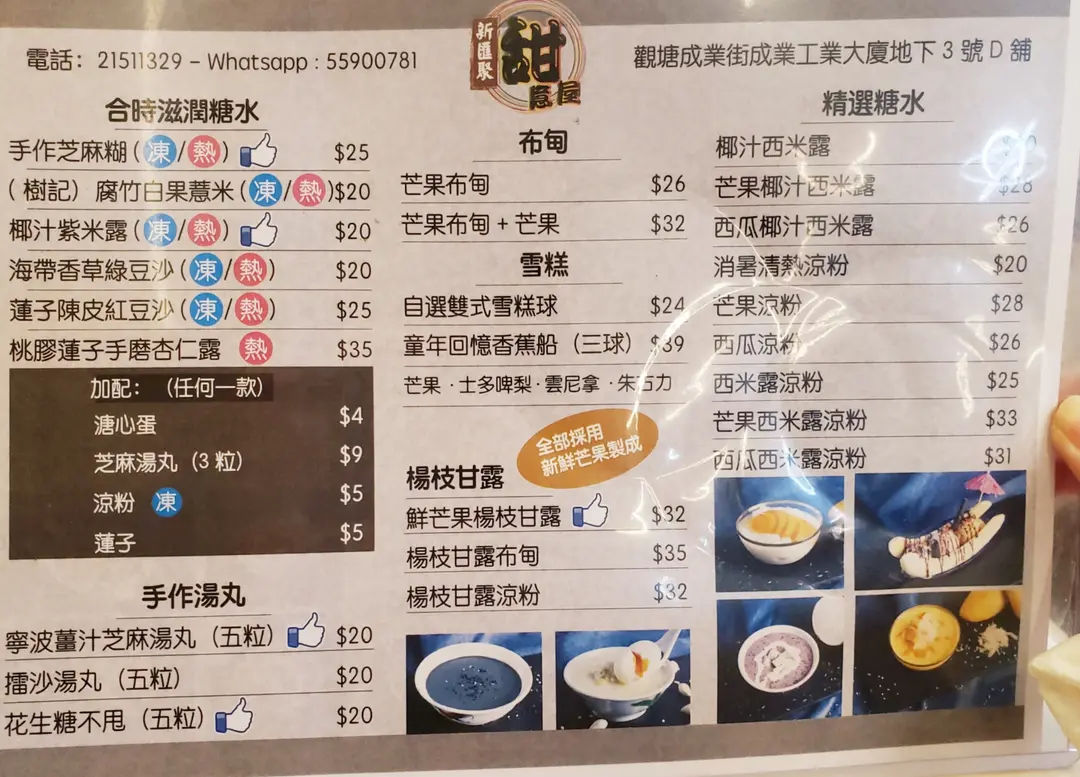 電話: 21511329 – Whatsapp : 55900781
新匯聚
甜
意屋
觀塘成業街成業工業大廈地下 3 號 D 舖
合時滋潤糖水
手作芝麻糊 (凍/熱) $25
(樹記) 腐竹白果薏米 (凍/熱) $20
椰汁紫米露 (凍/熱) $20
海帶香草綠豆沙 (凍/熱) $20
蓮子陳皮紅豆沙 (凍/熱) $25
桃膠蓮子手磨杏仁露 熱 $35
加配: (任何一款)
溏心蛋 $4
芝麻湯丸 (3 粒) $9
涼粉 凍 $5
蓮子 $5
手作湯丸
寧波薑汁芝麻湯丸 (五粒) $20
擂沙湯丸 (五粒) $20
花生糖不甩 (五粒) $20
布甸
芒果布甸 $26
芒果布甸 + 芒果 $32
雪糕
自選雙式雪糕球 $24
童年回憶香蕉船 (三球) $39
芒果 · 士多啤梨 · 雲尼拿 · 朱古力
全部採用
新鮮芒果製成
楊枝甘露
鮮芒果楊枝甘露 $32
楊枝甘露布甸 $35
楊枝甘露涼粉 $32
精選糖水
椰汁西米露
芒果椰汁西米露 $28
西瓜椰汁西米露 $26
消暑清熱涼粉 $20
芒果涼粉 $28
西瓜涼粉 $26
西米露涼粉 $25
芒果西米露涼粉 $33
西瓜西米露涼粉 $31